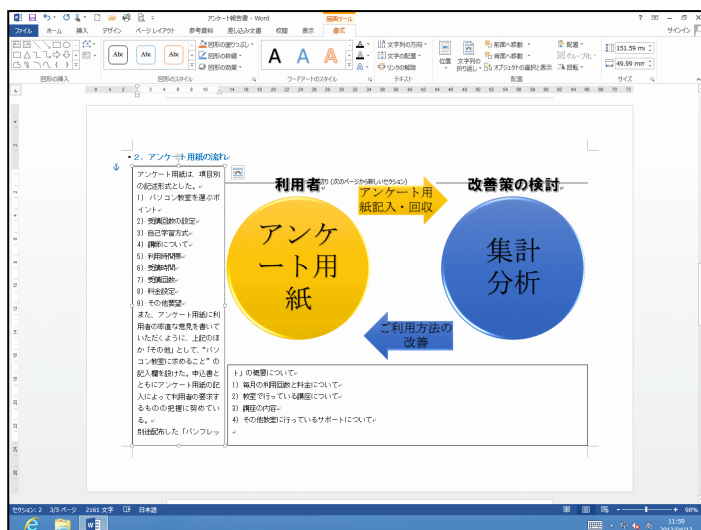 アンケート報告書 - Word
描画ツール
サインイン
ファイル
ホーム
挿入
デザイン
ページレイアウト
参考資料
差し込み文書
校閲
表示
書式
図形の塗りつぶし
図形の枠線
図形の効果
Abc
Abc
Abc
A
A
A
文字列の方向
文字の配置
リンクの解除
位置
文字列の
折り返し
前面へ移動
背面へ移動
オブジェクトの選択と表示
配置
グループ化
回転
151.59 mm
49.99 mm
図形の挿入
図形のスタイル
ワードアートのスタイル
テキスト
配置
サイズ
2．アンケート用紙の流れ
アンケート用紙は、項目別
の記述形式とした。
1) パソコン教室を選ぶポ
イント
2) 受講回数の設定
3) 自己学習方式
4) 講師について
5) 利用時間帯
6) 受講時間
7) 受講回数
8) 料金設定
9) その他要望
また、アンケート用紙に利
用者の率直な意見を書いて
いただくように、上記のほ
か「その他」として、“パソ
コン教室に求めること”の
記入欄を設けた。申込書と
ともにアンケート用紙の記
入によって利用者の要求す
るものの把握に努めてい
る。
別途配布した「パンフレッ
(次のページから新しいセクション)
利用者
アンケ
ート用
紙
アンケート用
紙記入・回収
改善策の検討
集計
分析
ご利用方法の
改善
ト」の概要について
1) 毎月の利用回数と料金について
2) 教室で行っている講座について
3) 講座の内容
4) その他教室に行っているサポートについて
セクション: 2
3/5 ページ
2161 文字
日本語
98%
11:59